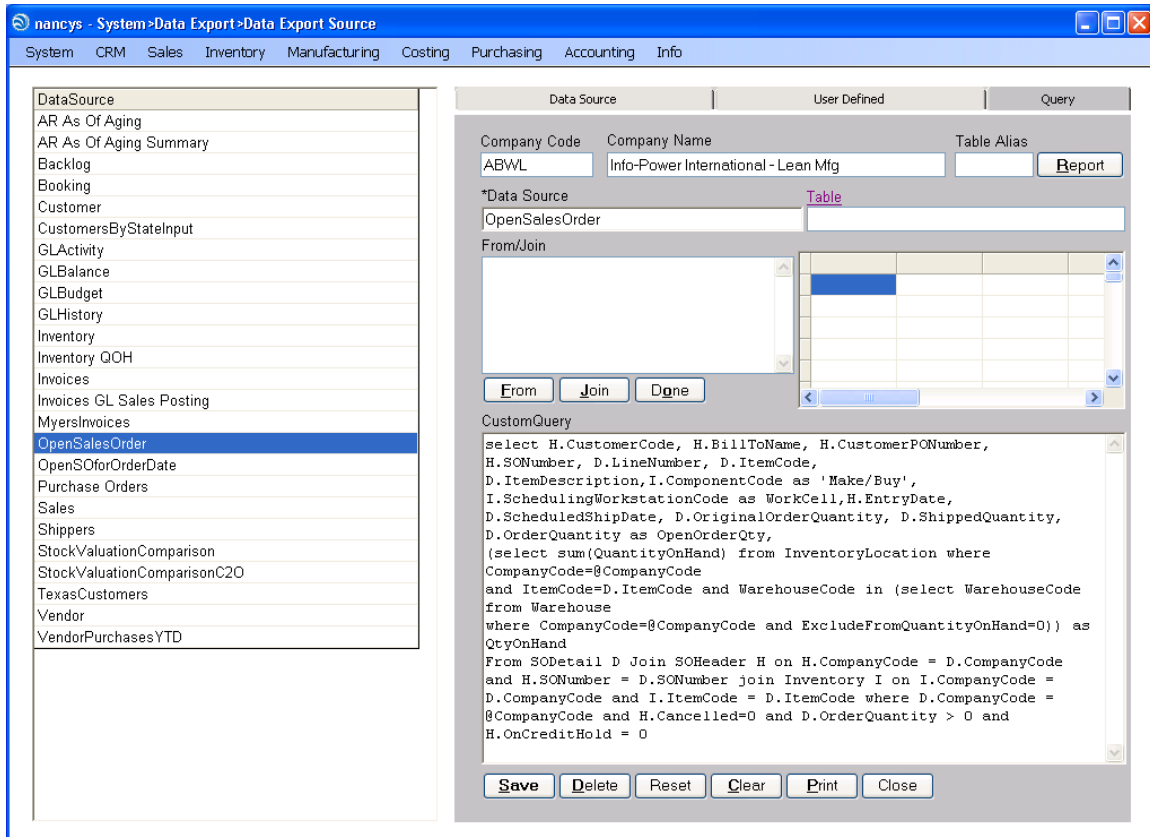 nancys - System>Data Export>Data Export Source
System CRM Sales Inventory Manufacturing Costing Purchasing Accounting Info
DataSource
AR As Of Aging
AR As Of Aging Summary
Backlog
Booking
Customer
CustomersByStateInput
GLActivity
GLBalance
GLBudget
GLHistory
Inventory
Inventory QOH
Invoices
Invoices GL Sales Posting
MyersInvoices
OpenSalesOrder
OpenSOforOrderDate
Purchase Orders
Sales
Shippers
StockValuationComparison
StockValuationComparisonC2O
TexasCustomers
Vendor
VendorPurchasesYTD
Data Source User Defined Query
Company Code Company Name Table Alias
ABWL Info-Power International - Lean Mfg Report
*Data Source Table
OpenSalesOrder
From/Join
From Join Done
CustomQuery
select H.CustomerCode, H.BillToName, H.CustomerPONumber,
H.SONumber, D.LineNumber, D.ItemCode,
D.ItemDescription,I.ComponentCode as 'Make/Buy',
I.SchedulingWorkstationCode as WorkCell,H.EntryDate,
D.ScheduledShipDate, D.OriginalOrderQuantity, D.ShippedQuantity,
D.OrderQuantity as OpenOrderQty,
(select sum(QuantityOnHand) from InventoryLocation where
CompanyCode=@CompanyCode
and ItemCode=D.ItemCode and WarehouseCode in (select WarehouseCode
from Warehouse
where CompanyCode=@CompanyCode and ExcludeFromQuantityOnHand=0)) as
QtyOnHand
From SODetail D Join SOHeader H on H.CompanyCode = D.CompanyCode
and H.SONumber = D.SONumber join Inventory I on I.CompanyCode =
D.CompanyCode and I.ItemCode = D.ItemCode where D.CompanyCode =
@CompanyCode and H.Cancelled=0 and D.OrderQuantity > 0 and
H.OnCreditHold = 0
Save Delete Reset Clear Print Close